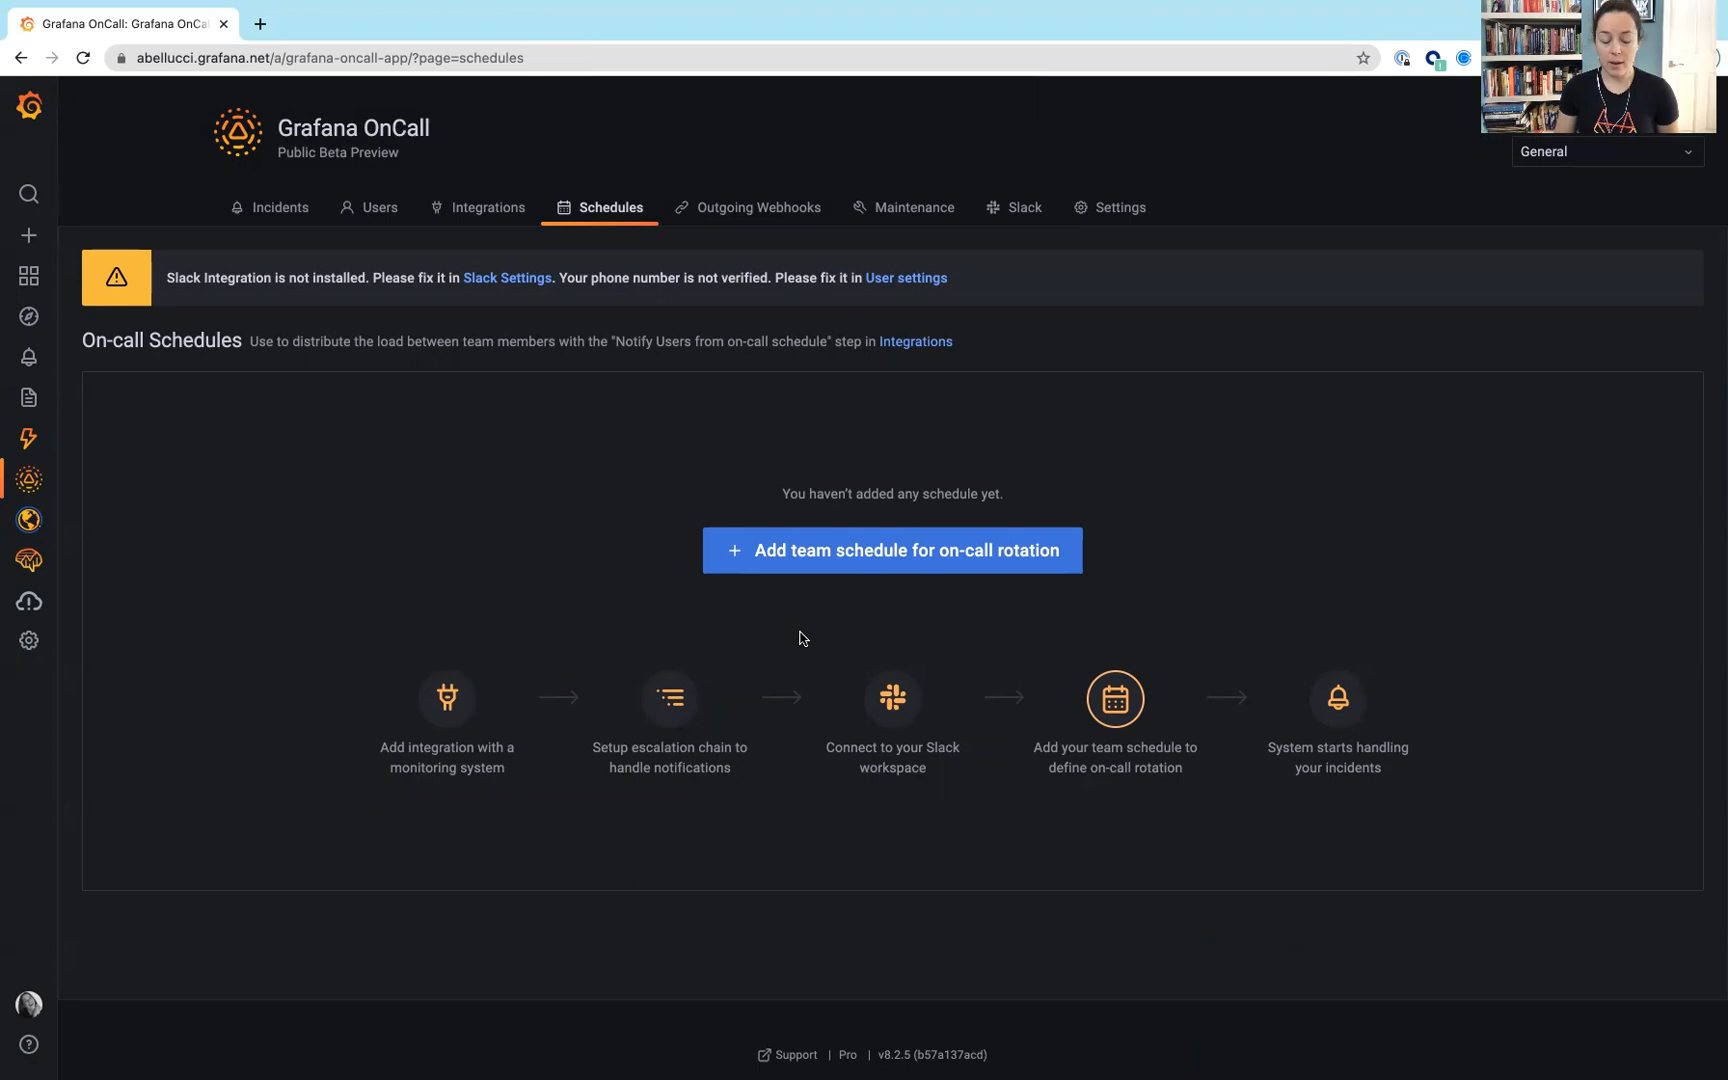 Grafana OnCall: Grafana OnCa
abellucci.grafana.net/a/grafana-oncall-app/?page=schedules
Grafana OnCall
Public Beta Preview
General
Incidents
Users
Integrations
Schedules
Outgoing Webhooks
Maintenance
Slack
Settings
Slack Integration is not installed. Please fix it in Slack Settings. Your phone number is not verified. Please fix it in User settings
On-call Schedules Use to distribute the load between team members with the "Notify Users from on-call schedule" step in Integrations
You haven't added any schedule yet.
+ Add team schedule for on-call rotation
Add integration with a
monitoring system
Setup escalation chain to
handle notifications
Connect to your Slack
workspace
Add your team schedule to
define on-call rotation
System starts handling
your incidents
Support | Pro | v8.2.5 (b57a137acd)